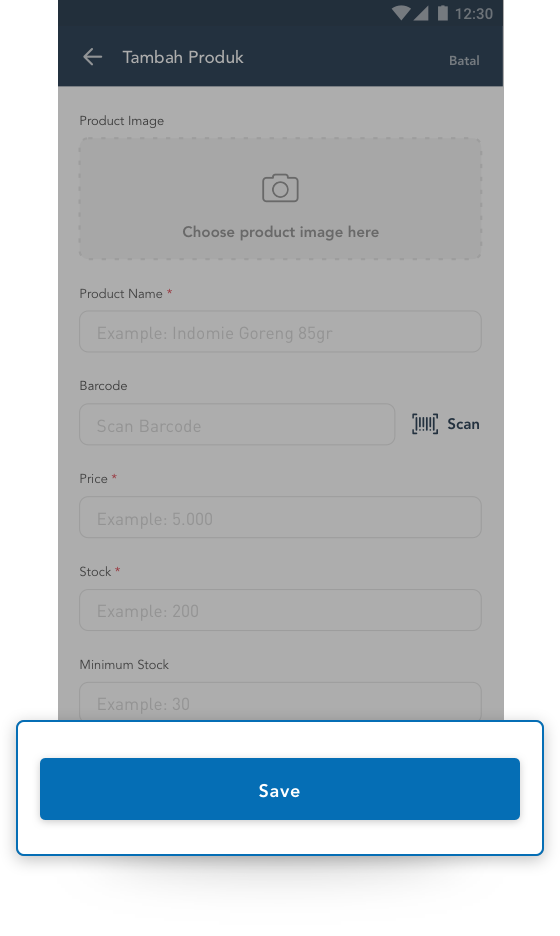 12:30
Tambah Produk
Batal
Product Image
Choose product image here
Product Name *
Example: Indomie Goreng 85gr
Barcode
Scan Barcode
Scan
Price *
Example: 5.000
Stock *
Example: 200
Minimum Stock
Example: 30
Save